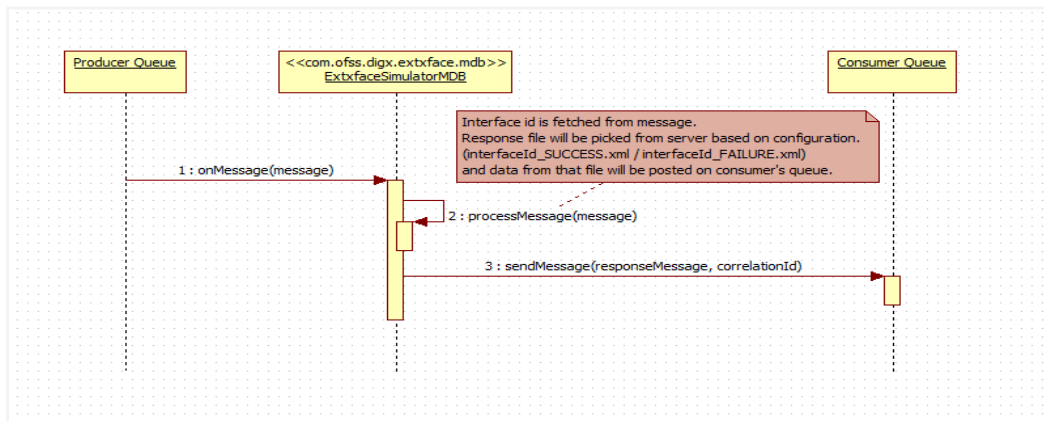 Producer Queue
<<com.ofss.digx.extxface.mdb>>
ExtxfaceSimulatorMDB
Consumer Queue
Interface id is fetched from message.
Response file will be picked from server based on configuration.
(interfaceId_SUCCESS.xml / interfaceId_FAILURE.xml)
and data from that file will be posted on consumer's queue.
1 : onMessage(message)
2 : processMessage(message)
3 : sendMessage(responseMessage, correlationId)